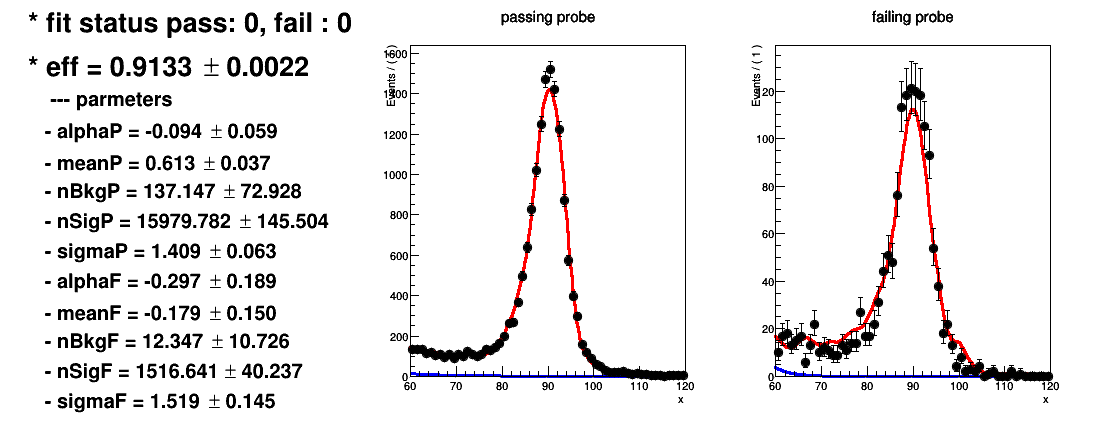 * fit status pass: 0, fail : 0
* eff = 0.9133 ± 0.0022
--- parmeters
- alphaP = -0.094 ± 0.059
- meanP = 0.613 ± 0.037
- nBkgP = 137.147 ± 72.928
- nSigP = 15979.782 ± 145.504
- sigmaP = 1.409 ± 0.063
- alphaF = -0.297 ± 0.189
- meanF = -0.179 ± 0.150
- nBkgF = 12.347 ± 10.726
- nSigF = 1516.641 ± 40.237
- sigmaF = 1.519 ± 0.145
passing probe
Events / ( 1 )
1600
1400
1200
1000
800
600
400
200
0
60 70 80 90 100 110 120
x
failing probe
Events / ( 1 )
120
100
80
60
40
20
0
60 70 80 90 100 110 120
x